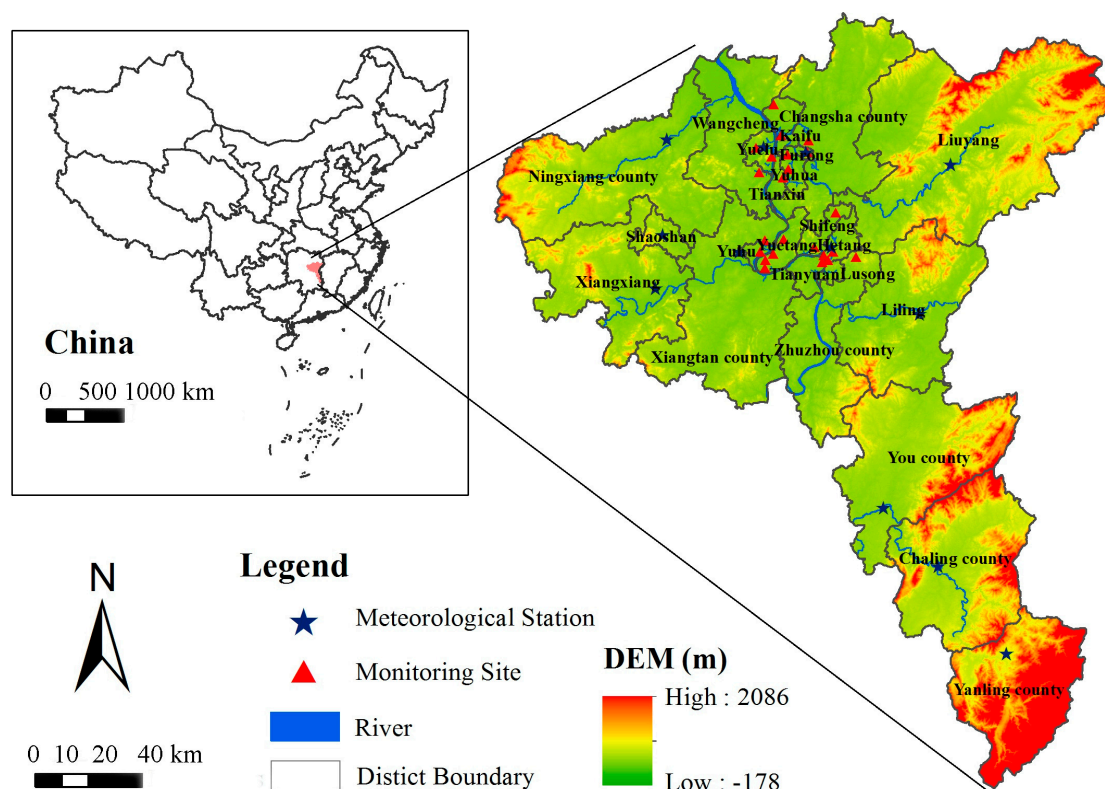 China
0 500 1000 km
N
0 10 20 40 km
Legend
Meteorological Station
Monitoring Site
River
Distict Boundary
DEM (m)
High : 2086
Low : -178
Wangcheng
Changsha county
Kaifu
Yuelu
Furong
Liuyang
Ningxiang county
Yuhua
Tianxin
Shifeng
Shaoshan
Yuhu
Yuetang
Hetang
Xiangxiang
Tianyuan
Lusong
Liling
Xiangtan county
Zhuzhou county
You county
Chaling county
Yanling county